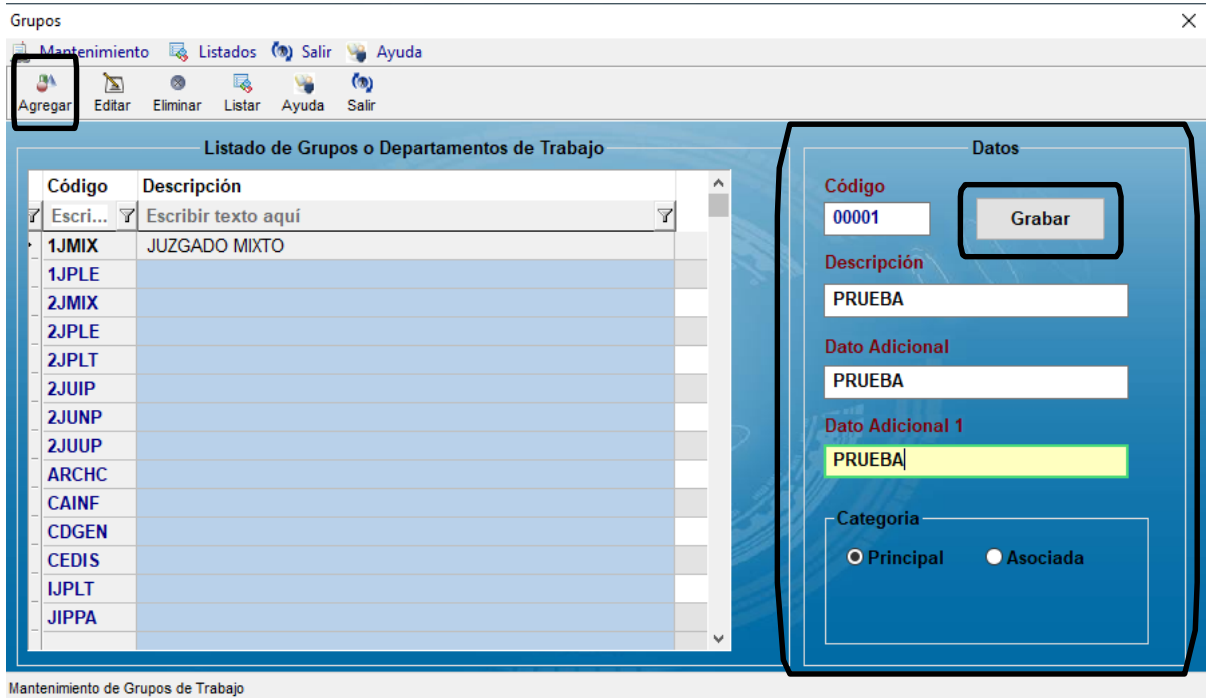 Grupos
Mantenimiento Listados Salir Ayuda
Agregar Editar Eliminar Listar Ayuda Salir
Listado de Grupos o Departamentos de Trabajo
Código Descripción
Escri... Escribir texto aquí
1JMIX JUZGADO MIXTO
1JPLE
2JMIX
2JPLE
2JPLT
2JUIP
2JUNP
2JUUP
ARCHC
CAINF
CDGEN
CEDIS
IJPLT
JIPPA
Datos
Código
00001 Grabar
Descripción
PRUEBA
Dato Adicional
PRUEBA
Dato Adicional 1
PRUEBA
Categoria
Principal Asociada
Mantenimiento de Grupos de Trabajo